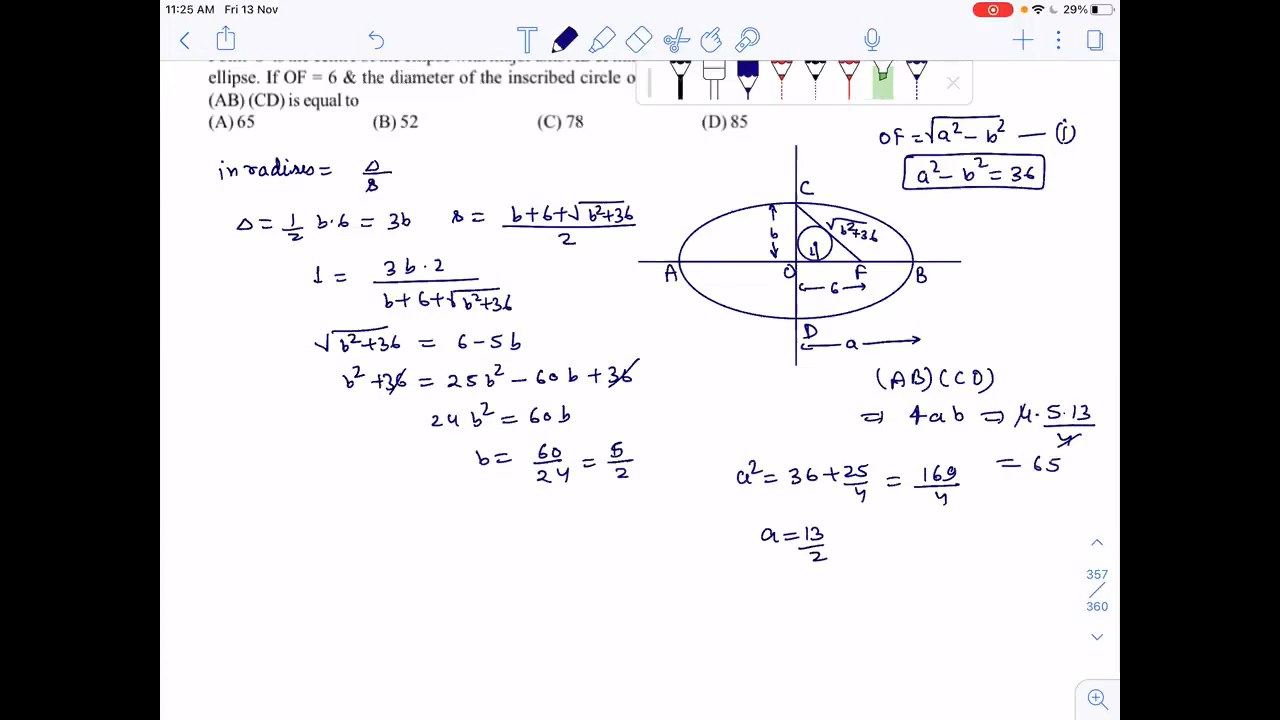 11:25 AM Fri 13 Nov
29%
T
ellipse. If OF = 6 & the diameter of the inscribed circle o
(AB) (CD) is equal to
(A) 65 (B) 52 (C) 78 (D) 85
OF = √a² − b² — (i)
a² − b² = 36
in radises = Δ/s
Δ = 1/2 b·6 = 3b s = b+6+√b²+36/2
1 = 3b·2/b+6+√b²+36
√b²+36 = 6−5b
b²+36 = 25b²−60b+36
24b² = 60b
b = 60/24 = 5/2
C
b
√b²+36
1
A O F B
6
D
a
(AB)(CD)
⇒ 4ab ⇒ 4·5·13/4
= 65
a² = 36+25/4 = 169/4
a = 13/2
357
/
360